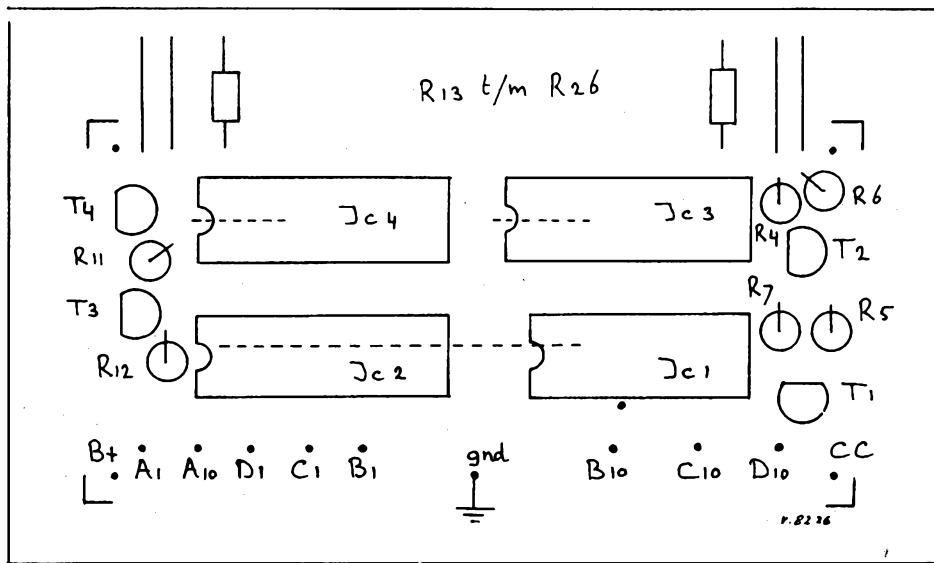 R13 t/m R26
T4
Jc4
Jc3
R6
R4
R11
T2
T3
R7
R5
R12
Jc2
Jc1
T1
B+
A1
A10
D1
C1
B1
gnd
B10
C10
D10
CC
v.8226